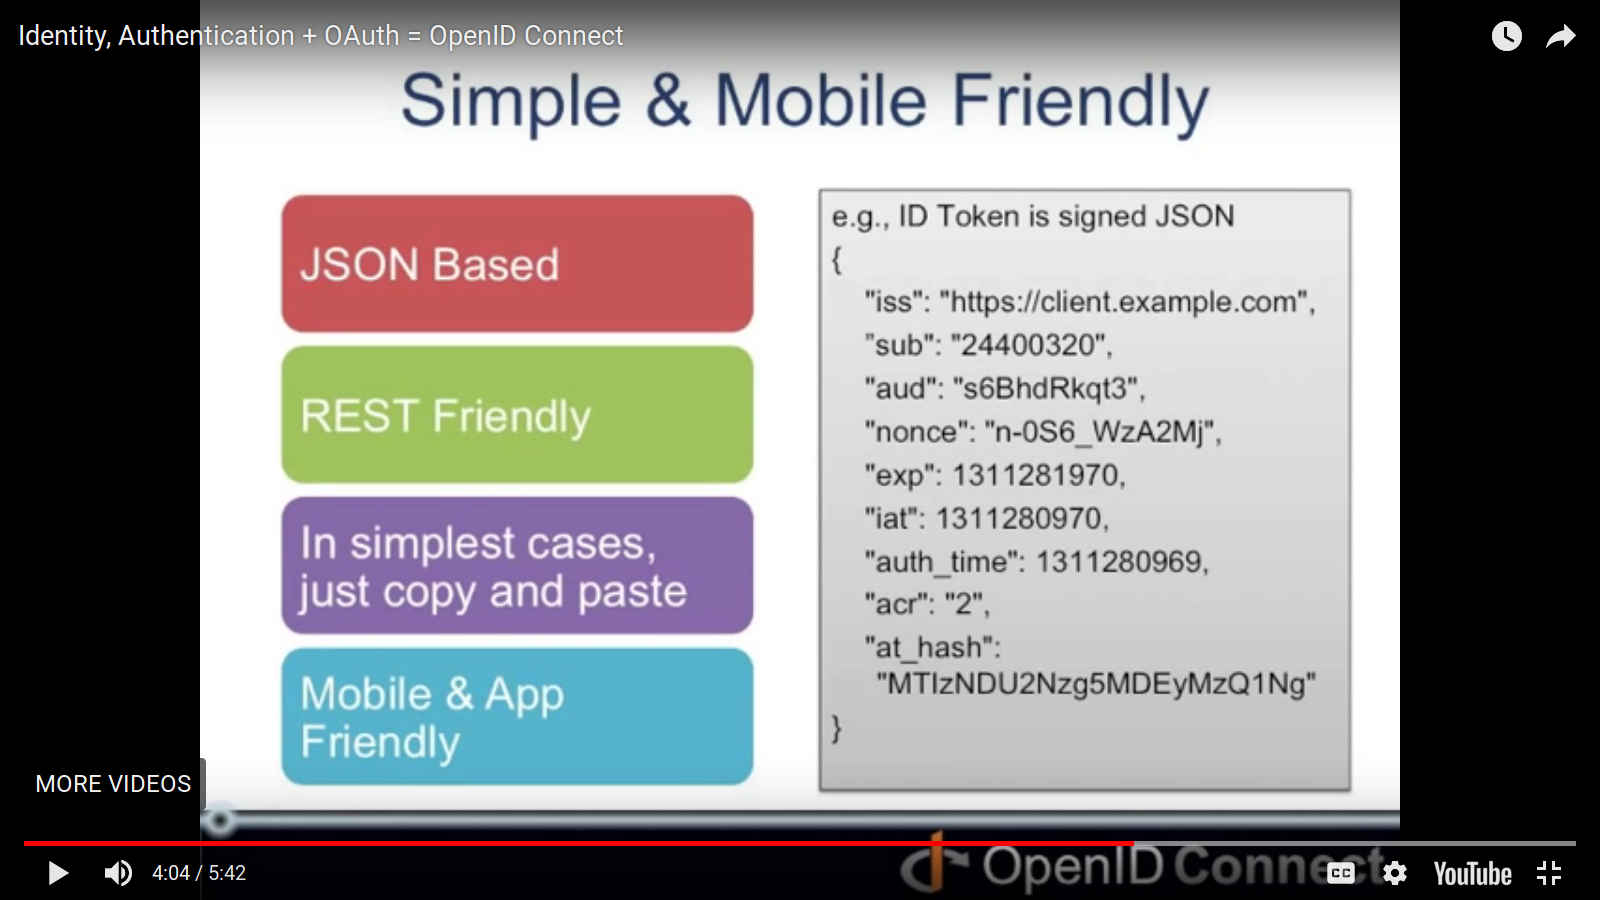 Identity, Authentication + OAuth = OpenID Connect
Simple & Mobile Friendly
JSON Based
REST Friendly
In simplest cases,
just copy and paste
Mobile & App
Friendly
e.g., ID Token is signed JSON
{
"iss": "https://client.example.com",
"sub": "24400320",
"aud": "s6BhdRkqt3",
"nonce": "n-0S6_WzA2Mj",
"exp": 1311281970,
"iat": 1311280970,
"auth_time": 1311280969,
"acr": "2",
"at_hash":
"MTIzNDU2Nzg5MDEyMzQ1Ng"
}
MORE VIDEOS
OpenID Connect
4:04 / 5:42
CC
YouTube